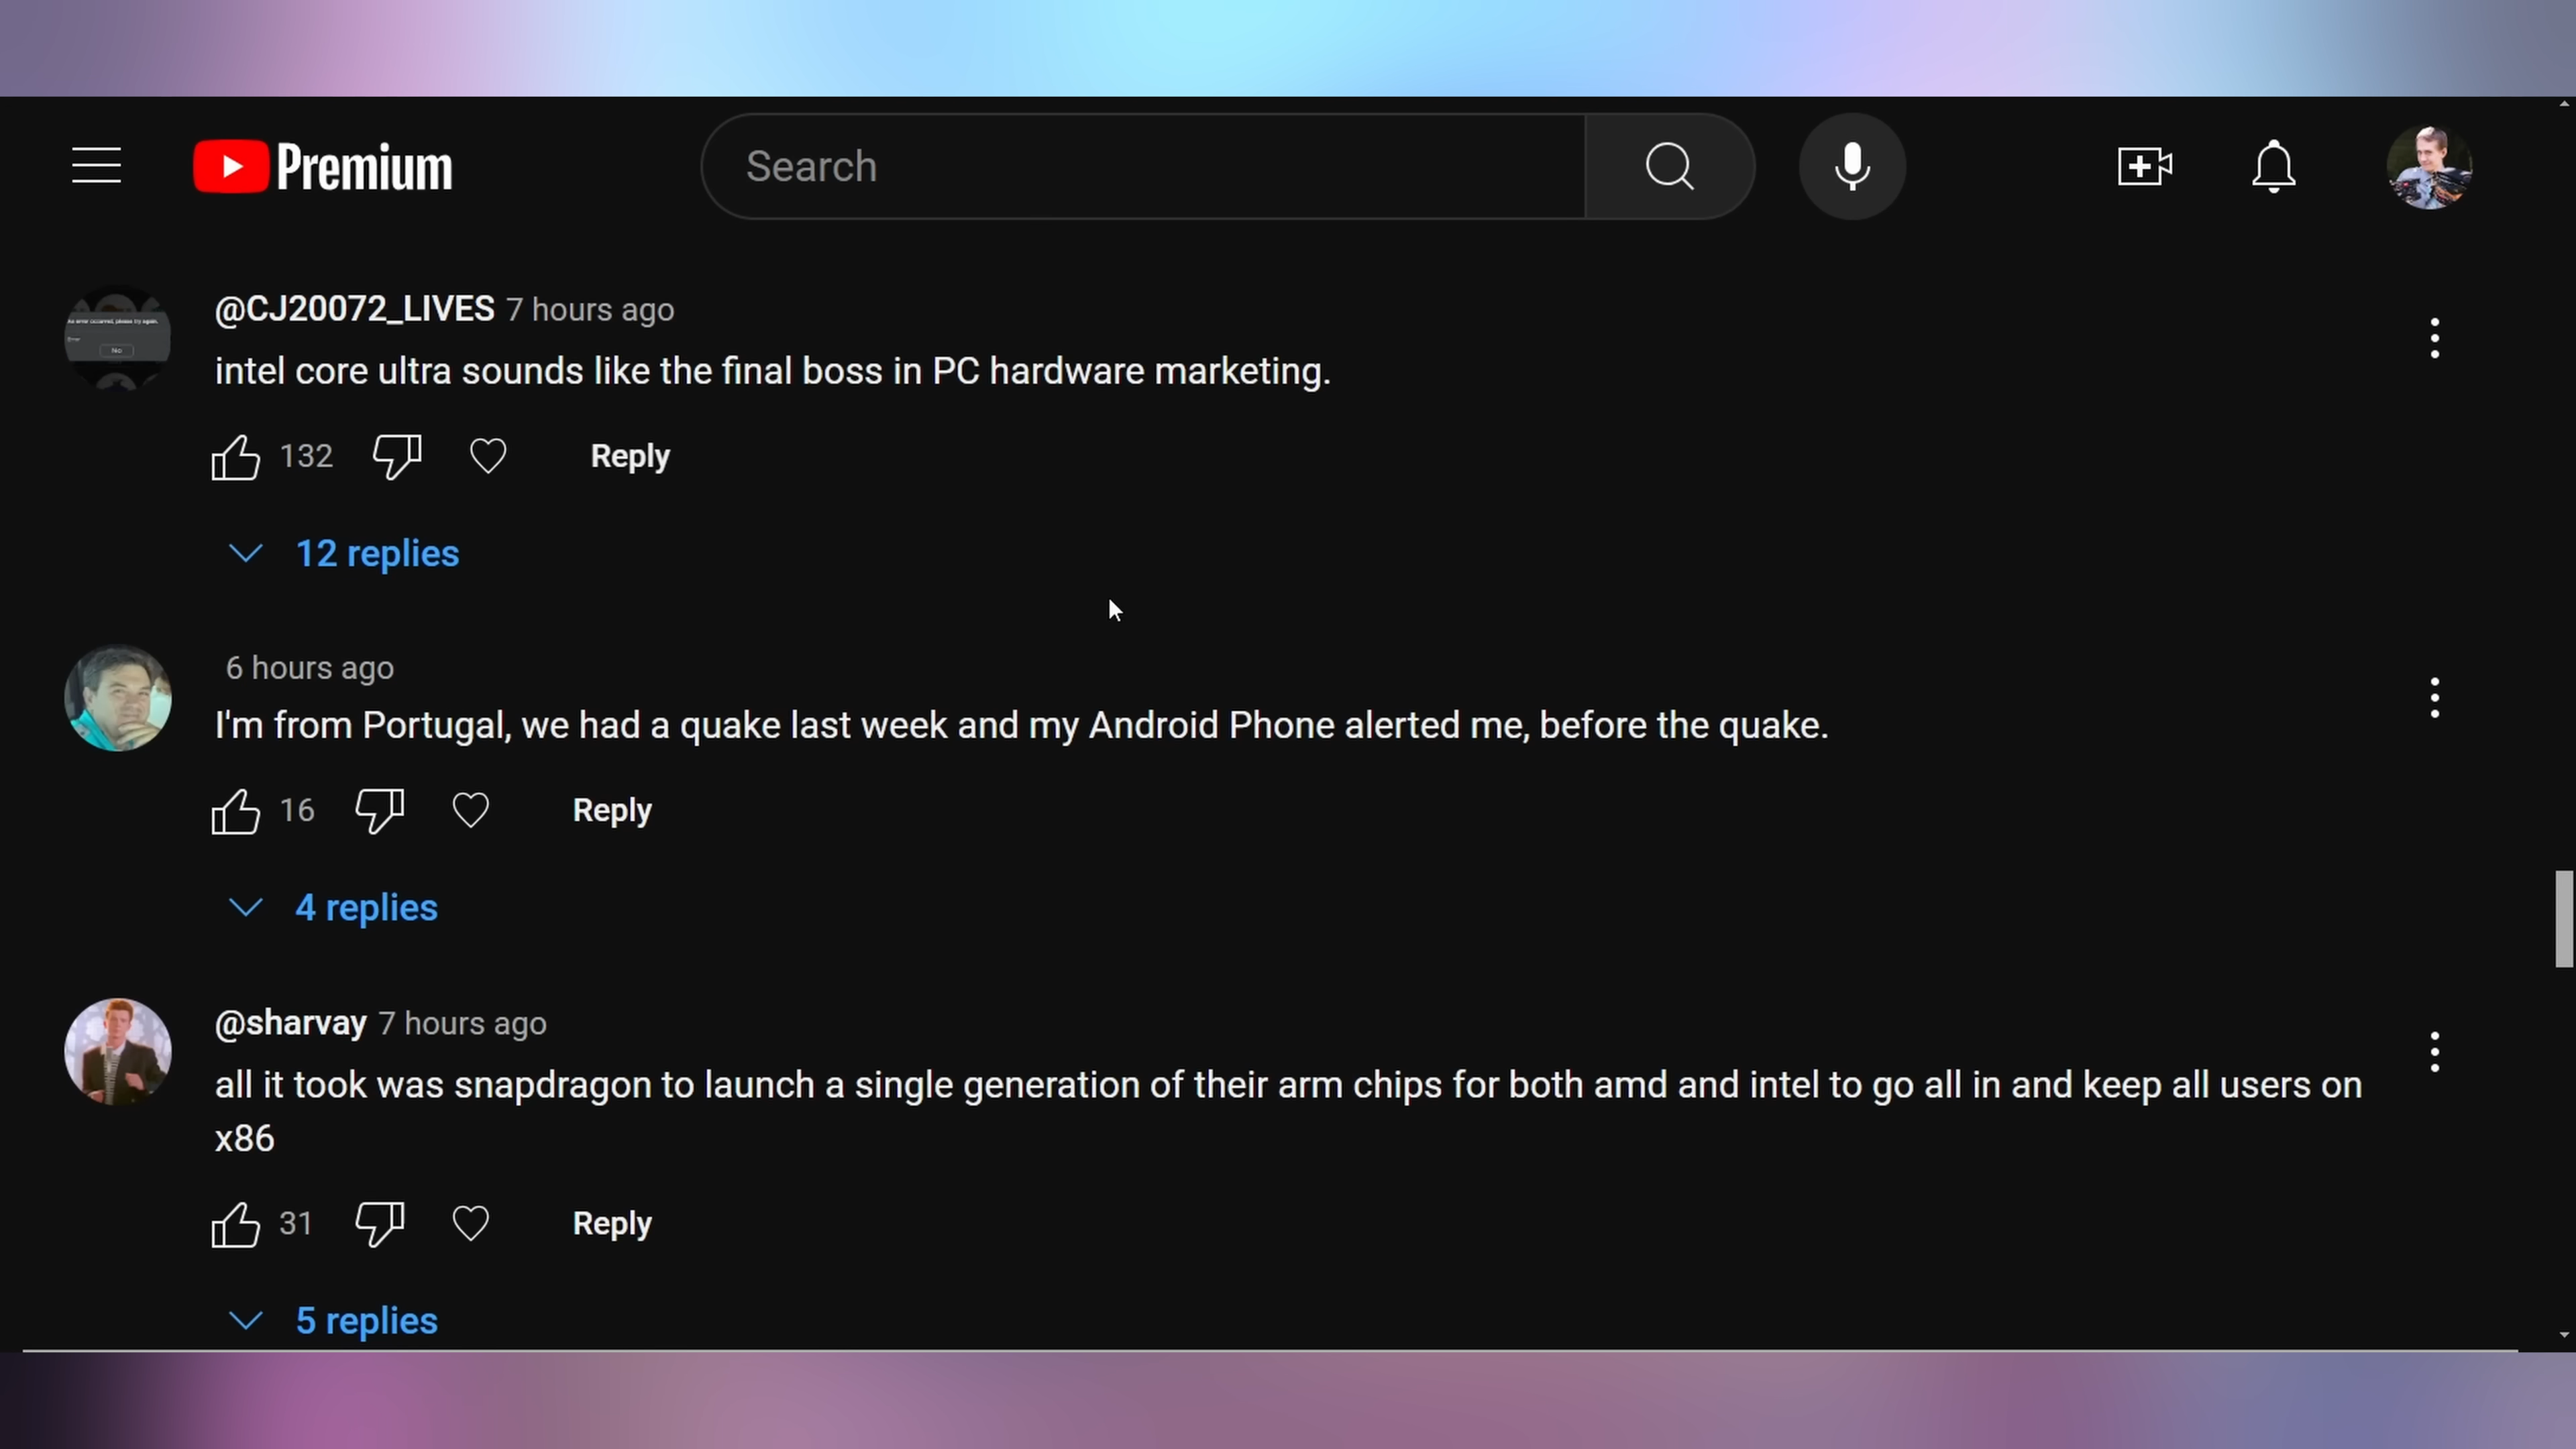 Premium
Search
@CJ20072_LIVES 7 hours ago
intel core ultra sounds like the final boss in PC hardware marketing.
132 Reply
12 replies
6 hours ago
I'm from Portugal, we had a quake last week and my Android Phone alerted me, before the quake.
16 Reply
4 replies
@sharvay 7 hours ago
all it took was snapdragon to launch a single generation of their arm chips for both amd and intel to go all in and keep all users on
x86
31 Reply
5 replies